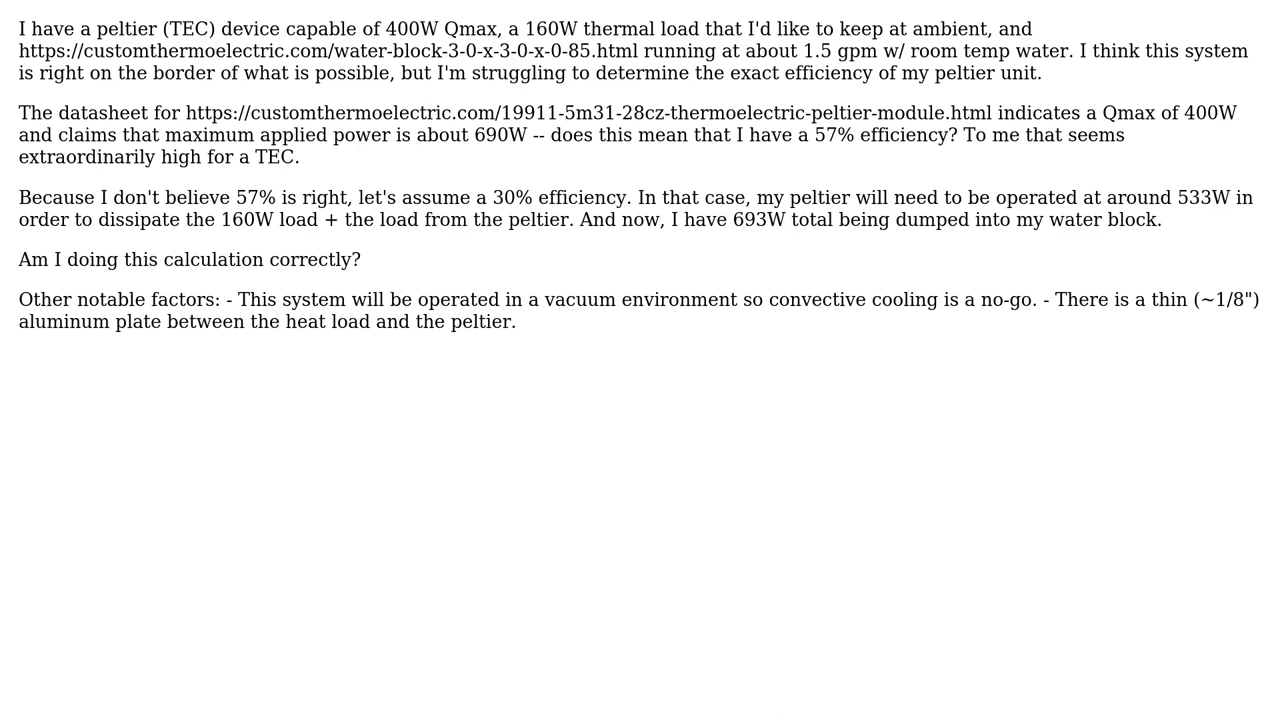 I have a peltier (TEC) device capable of 400W Qmax, a 160W thermal load that I'd like to keep at ambient, and
https://customthermoelectric.com/water-block-3-0-x-3-0-x-0-85.html running at about 1.5 gpm w/ room temp water. I think this system
is right on the border of what is possible, but I'm struggling to determine the exact efficiency of my peltier unit.
The datasheet for https://customthermoelectric.com/19911-5m31-28cz-thermoelectric-peltier-module.html indicates a Qmax of 400W
and claims that maximum applied power is about 690W -- does this mean that I have a 57% efficiency? To me that seems
extraordinarily high for a TEC.
Because I don't believe 57% is right, let's assume a 30% efficiency. In that case, my peltier will need to be operated at around 533W in
order to dissipate the 160W load + the load from the peltier. And now, I have 693W total being dumped into my water block.
Am I doing this calculation correctly?
Other notable factors: - This system will be operated in a vacuum environment so convective cooling is a no-go. - There is a thin (~1/8")
aluminum plate between the heat load and the peltier.